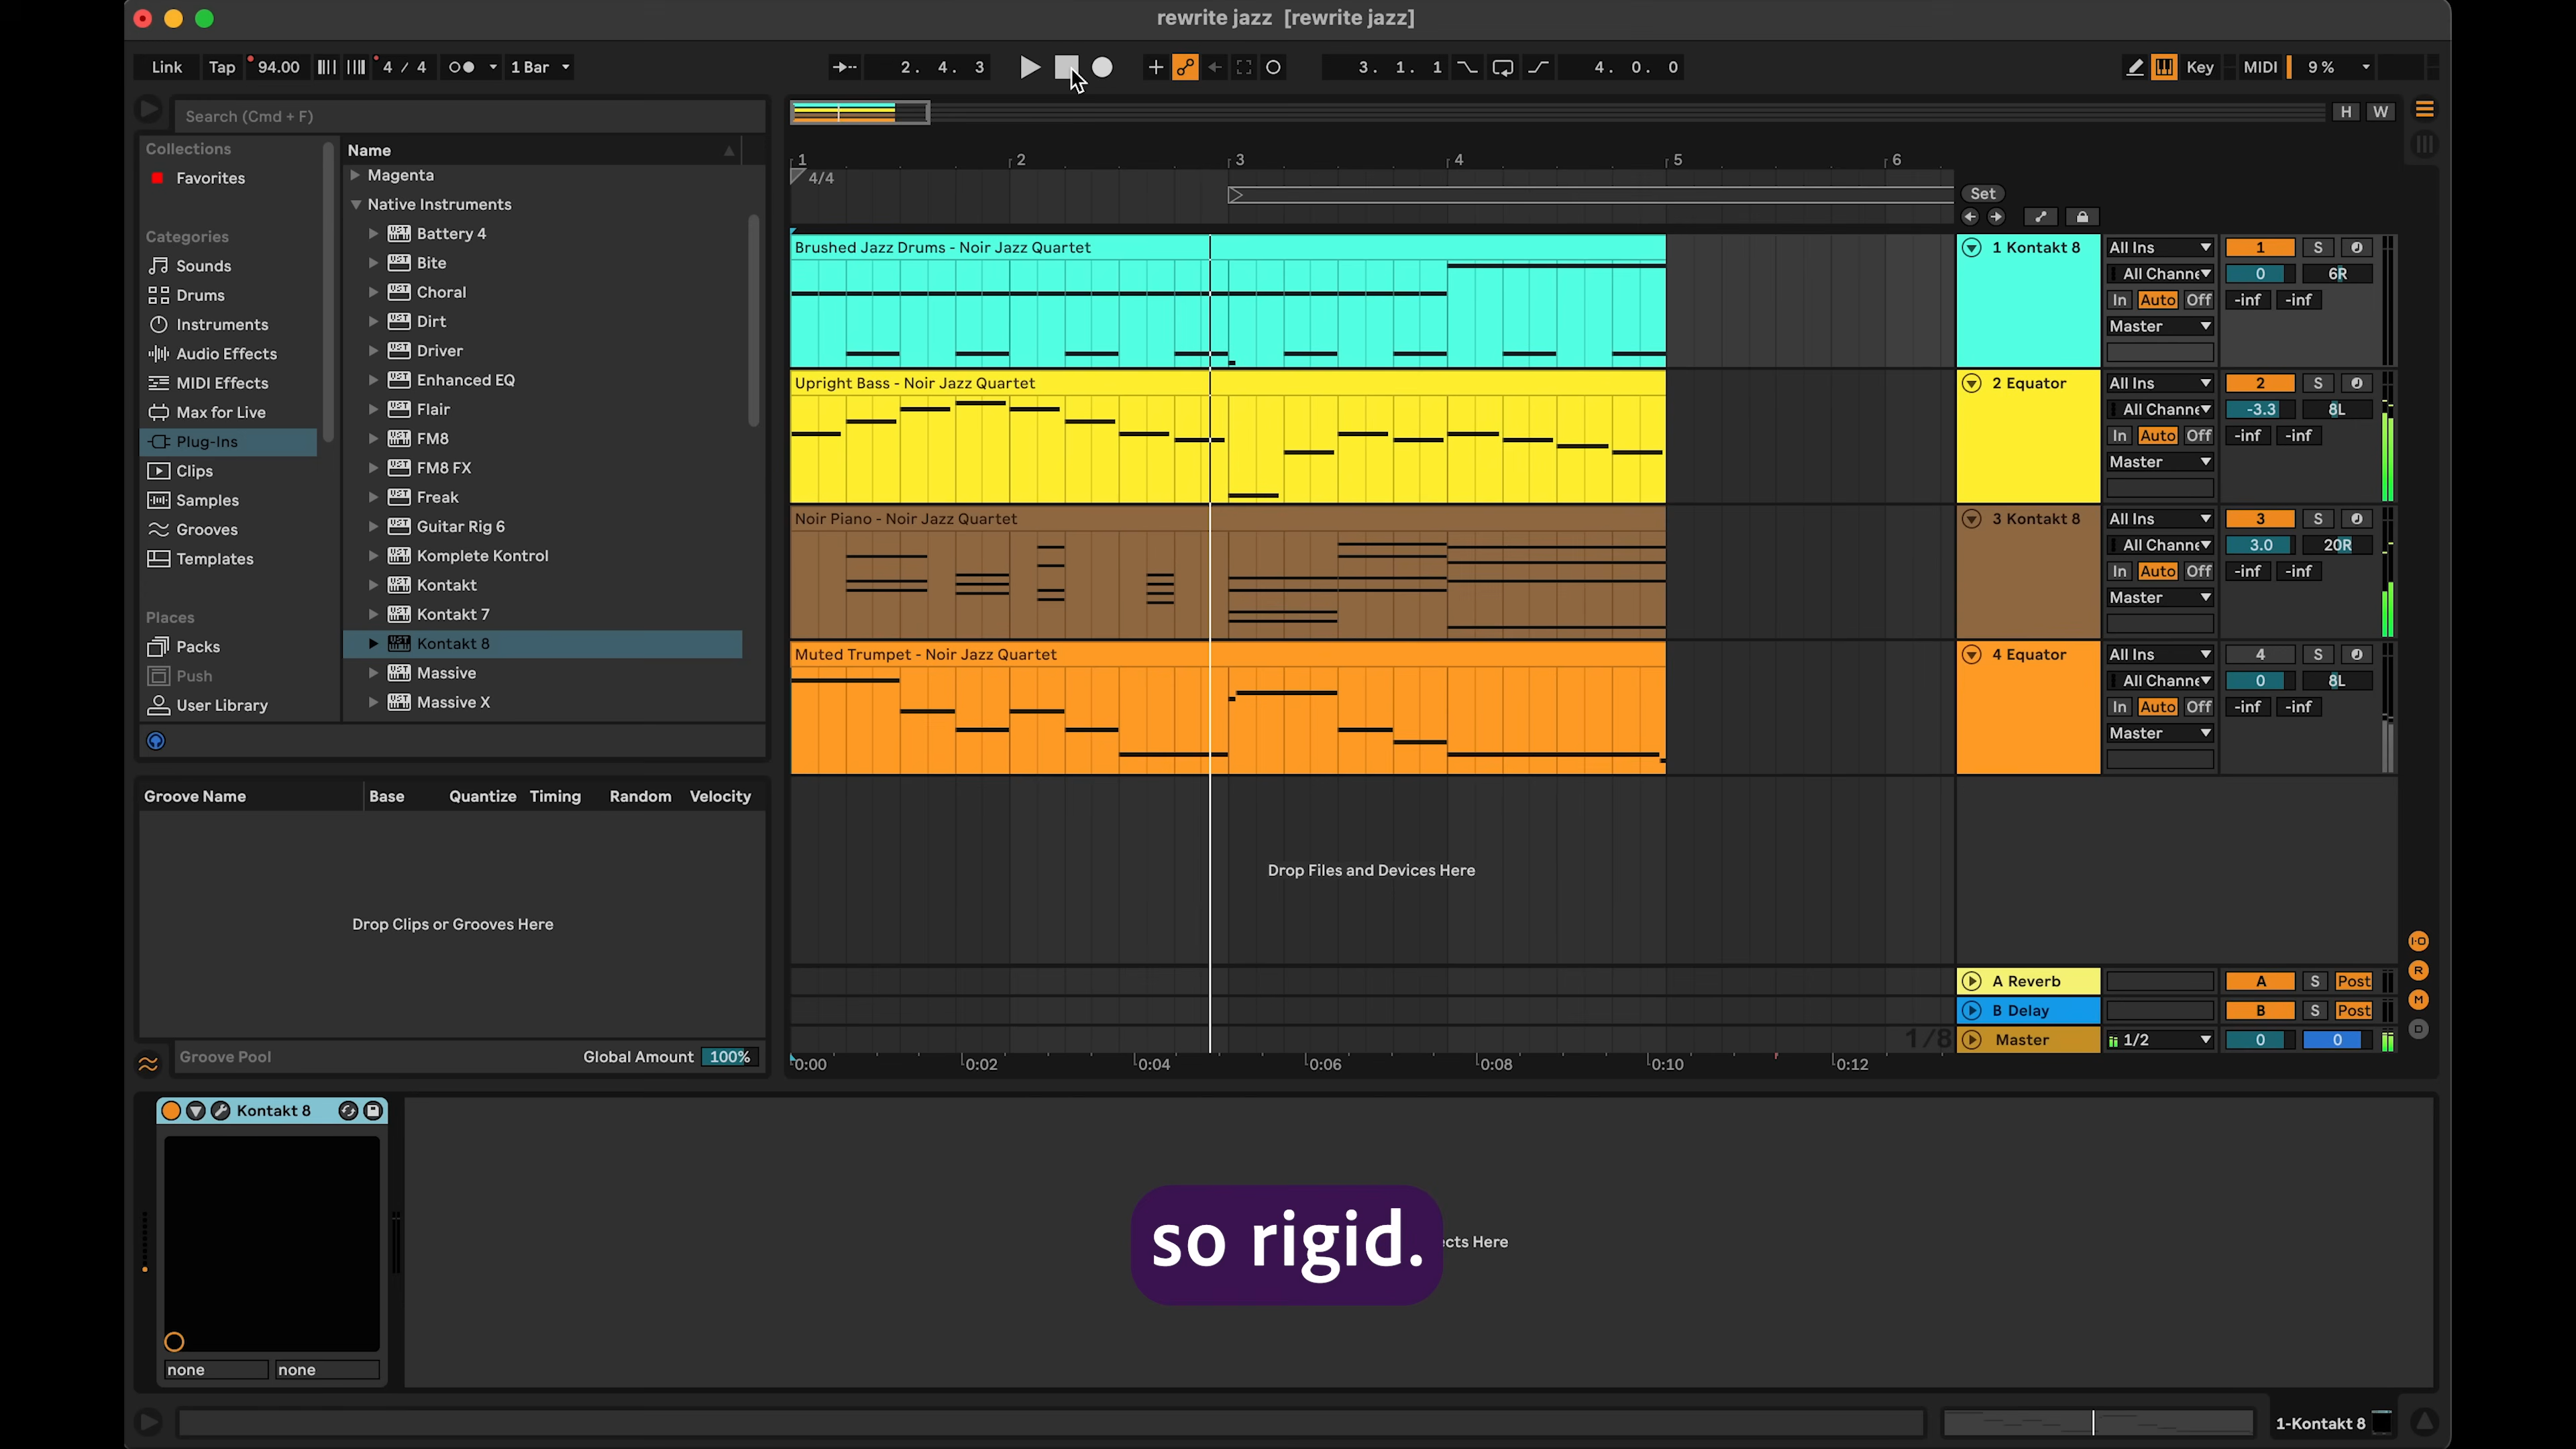 rewrite jazz [rewrite jazz]
Link Tap 94.00 4 / 4 1 Bar 2. 4. 3 3. 1. 1 4. 0. 0 Key MIDI 9 %
Search (Cmd + F)
H W
Collections
Favorites
Categories
Sounds
Drums
Instruments
Audio Effects
MIDI Effects
Max for Live
Plug-Ins
Clips
Samples
Grooves
Templates
Places
Packs
Push
User Library
Name
Magenta
Native Instruments
Battery 4
Bite
Choral
Dirt
Driver
Enhanced EQ
Flair
FM8
FM8 FX
Freak
Guitar Rig 6
Komplete Kontrol
Kontakt
Kontakt 7
Kontakt 8
Massive
Massive X
1 2 3 4 5 6
4/4
Set
Brushed Jazz Drums - Noir Jazz Quartet
1 Kontakt 8 All Ins 1 S
All Channe 0 6R
In Auto Off -inf -inf
Master
Upright Bass - Noir Jazz Quartet
2 Equator All Ins 2 S
All Channe -3.3 8L
In Auto Off -inf -inf
Master
Noir Piano - Noir Jazz Quartet
3 Kontakt 8 All Ins 3 S
All Channe 3.0 20R
In Auto Off -inf -inf
Master
Muted Trumpet - Noir Jazz Quartet
4 Equator All Ins 4 S
All Channe 0 8L
In Auto Off -inf -inf
Master
Drop Files and Devices Here
A Reverb A S Post
B Delay B S Post
1/8 Master 1/2 0 0
0:00 0:02 0:04 0:06 0:08 0:10 0:12
I·O
R
M
D
Groove Name Base Quantize Timing Random Velocity
Drop Clips or Grooves Here
Groove Pool Global Amount 100%
Kontakt 8
none none
so rigid.
cts Here
1-Kontakt 8